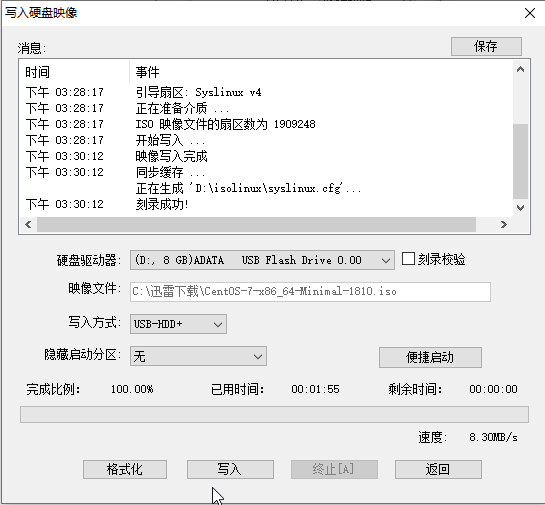 写入硬盘映像
消息:
保存
时间 事件
下午 03:28:17 引导扇区: Syslinux v4
下午 03:28:17 正在准备介质 ...
下午 03:28:17 ISO 映像文件的扇区数为 1909248
下午 03:28:17 开始写入 ...
下午 03:30:12 映像写入完成
下午 03:30:12 同步缓存 ...
正在生成 'D:\isolinux\syslinux.cfg'...
下午 03:30:12 刻录成功!
硬盘驱动器: (D:, 8 GB)ADATA USB Flash Drive 0.00 刻录校验
映像文件: C:\迅雷下载\CentOS-7-x86_64-Minimal-1810.iso
写入方式: USB-HDD+
隐藏启动分区: 无 便捷启动
完成比例: 100.00% 已用时间: 00:01:55 剩余时间: 00:00:00
速度: 8.30MB/s
格式化 写入 终止[A] 返回